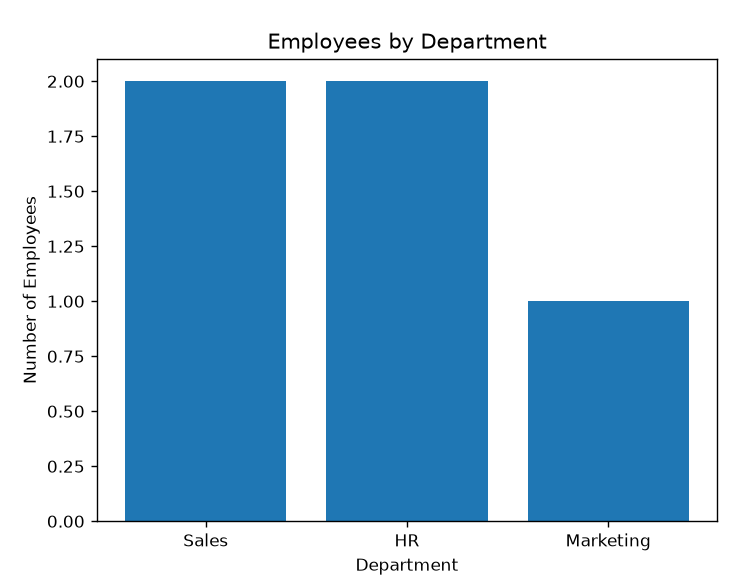 Employees by Department
Number of Employees
2.00
1.75
1.50
1.25
1.00
0.75
0.50
0.25
0.00
Sales HR Marketing
Department